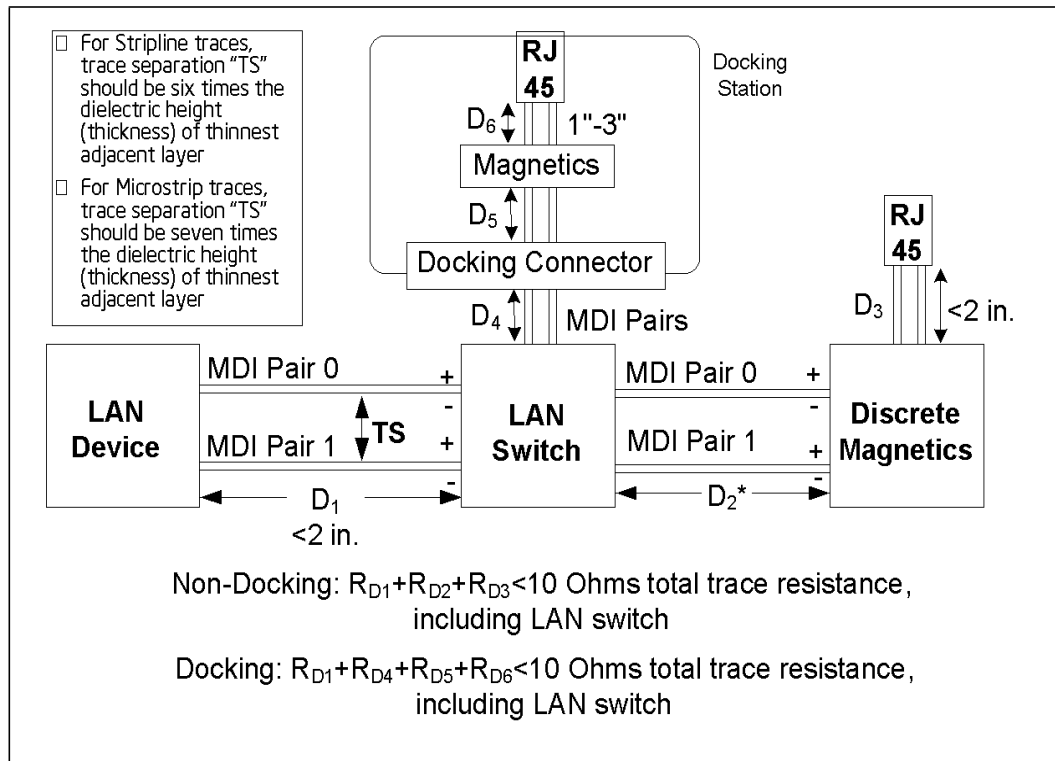 For Stripline traces,
trace separation “TS”
should be six times the
dielectric height
(thickness) of thinnest
adjacent layer
For Microstrip traces,
trace separation “TS”
should be seven times
the dielectric height
(thickness) of thinnest
adjacent layer
RJ
45
Docking
Station
D6
1"-3"
Magnetics
D5
Docking Connector
D4
MDI Pairs
RJ
45
D3
<2 in.
LAN
Device
MDI Pair 0
+
-
TS
MDI Pair 1
+
-
D1
<2 in.
LAN
Switch
MDI Pair 0
+
-
MDI Pair 1
+
-
D2*
Discrete
Magnetics
Non-Docking: RD1+RD2+RD3<10 Ohms total trace resistance,
including LAN switch
Docking: RD1+RD4+RD5+RD6<10 Ohms total trace resistance,
including LAN switch